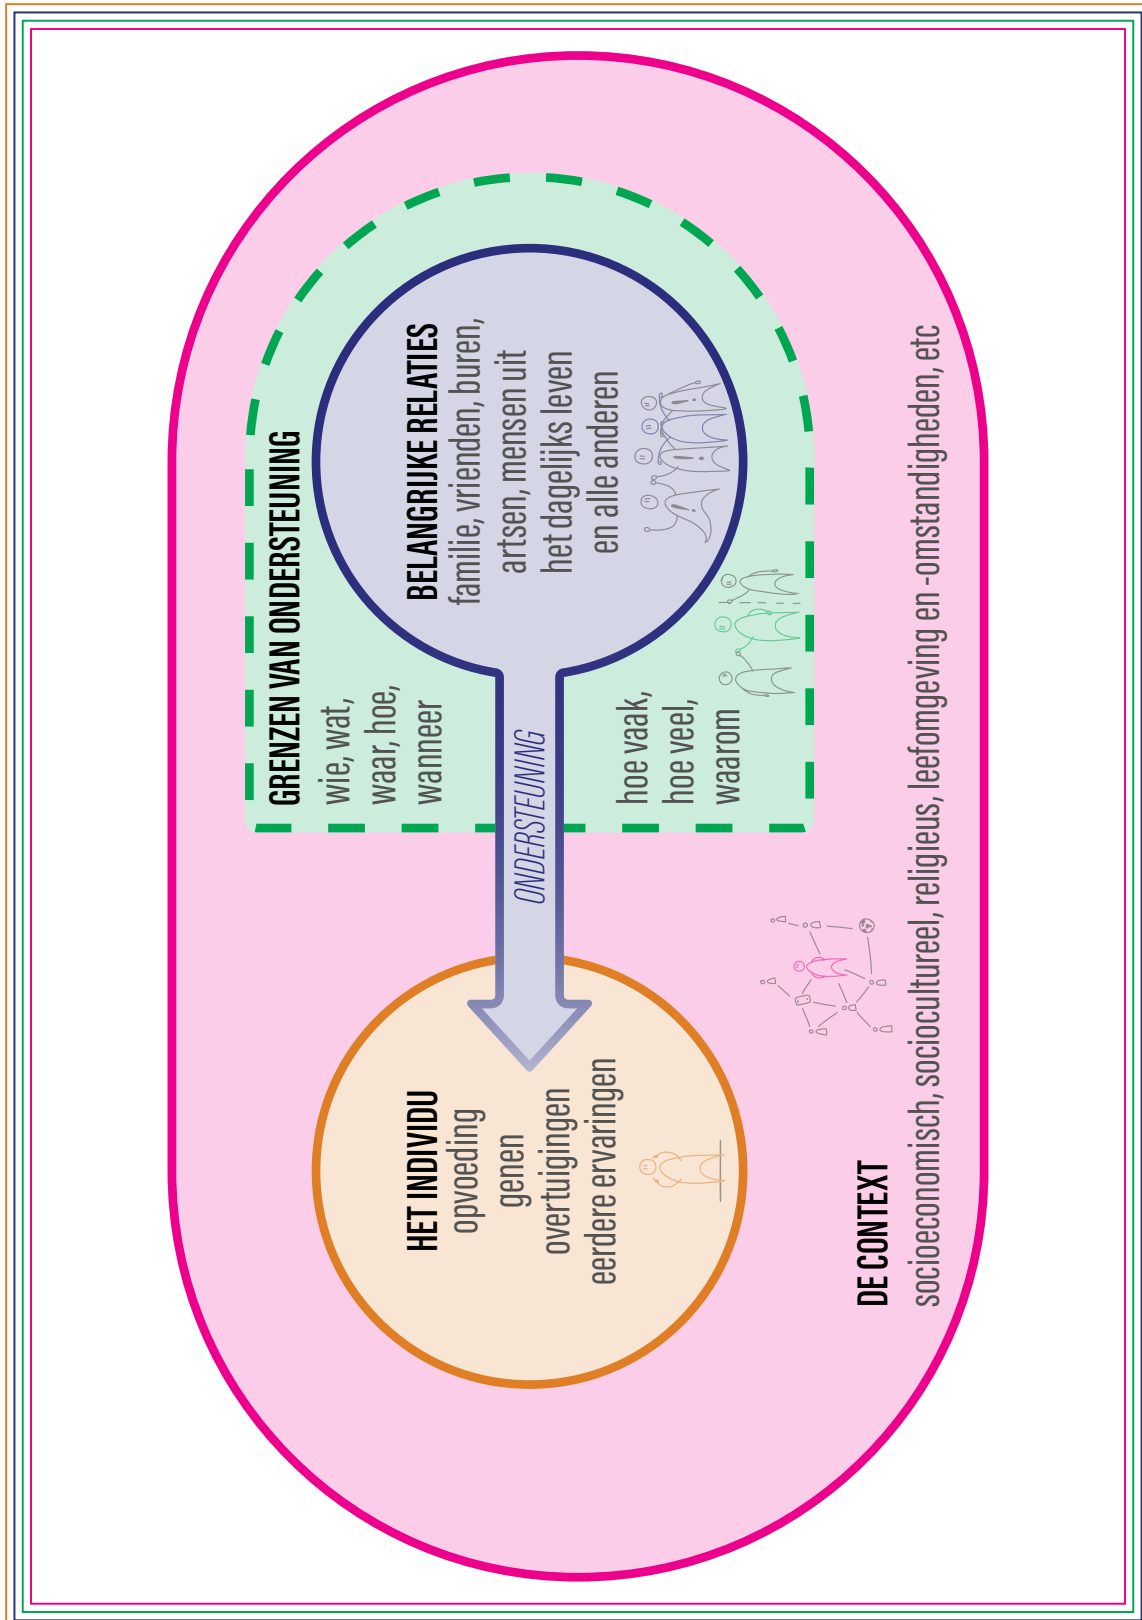 HET INDIVIDU
opvoeding
genen
overtuigingen
eerdere ervaringen
ONDERSTEUNING
GRENZEN VAN ONDERSTEUNING
wie, wat,
waar, hoe,
wanneer
hoe vaak,
hoe veel,
waarom
BELANGRIJKE RELATIES
familie, vrienden, buren,
artsen, mensen uit
het dagelijks leven
en alle anderen
DE CONTEXT
socioeconomisch, sociocultureel, religieus, leefomgeving en -omstandigheden, etc